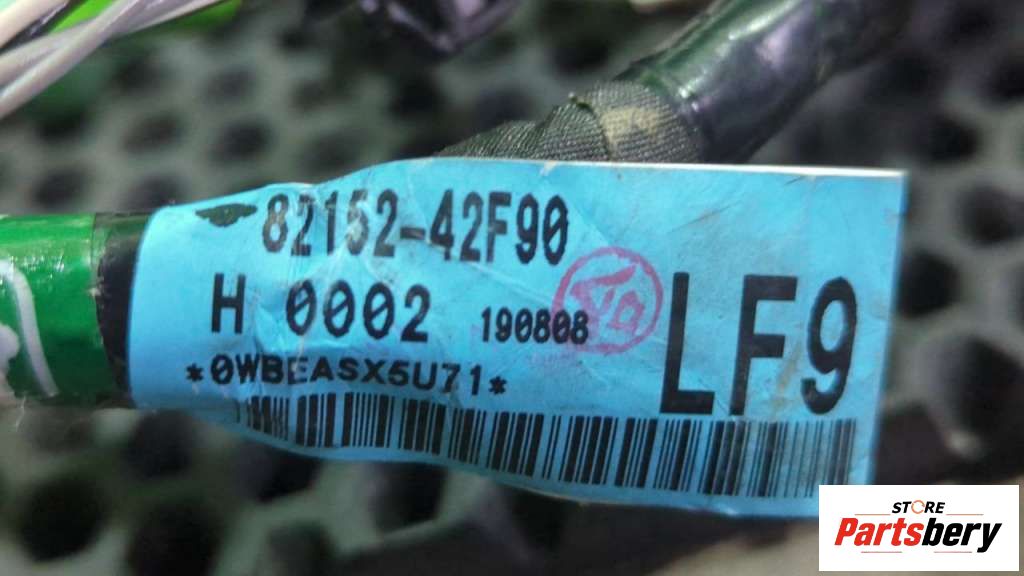 82152-42F90
H 0002 190808
LF9
*0WBEASX5U71*
STORE
Partsbery